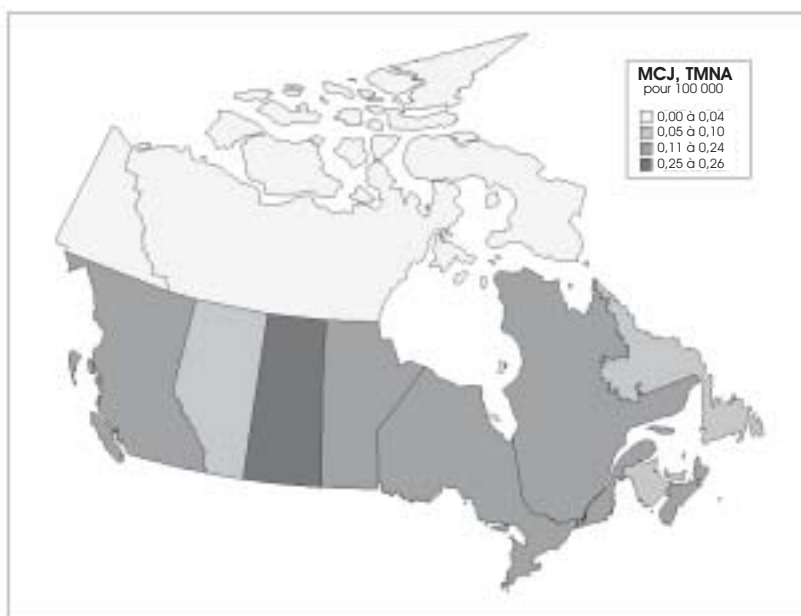 MCJ, TMNA
pour 100 000
0,00 à 0,04
0,05 à 0,10
0,11 à 0,24
0,25 à 0,26